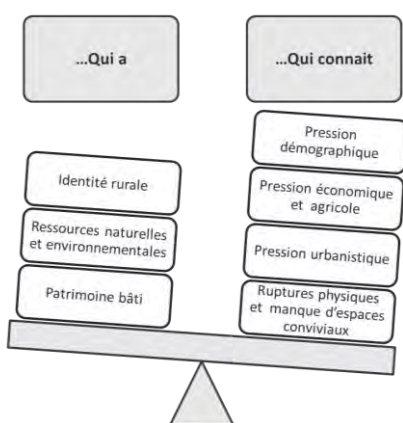 ...Qui a
...Qui connait
Identité rurale
Ressources naturelles
et environnementales
Patrimoine bâti
Pression
démographique
Pression économique
et agricole
Pression urbanistique
Ruptures physiques
et manque d'espaces
conviviaux